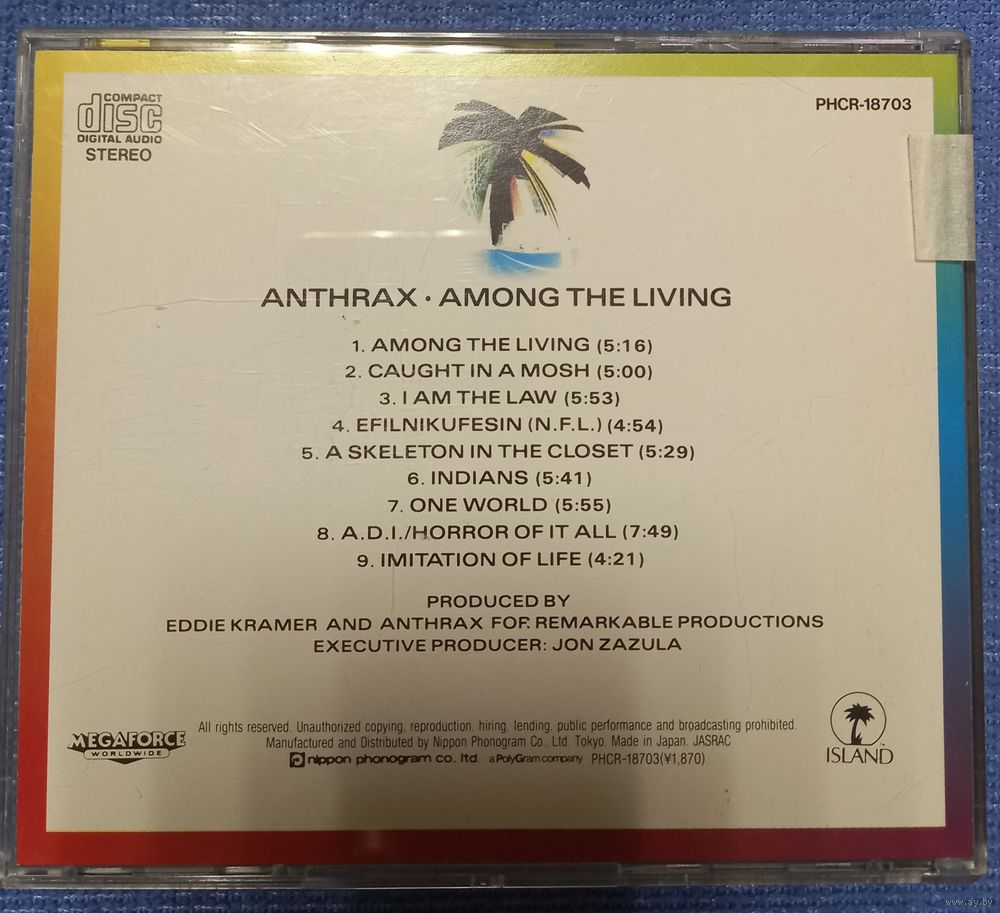 COMPACT
disc
DIGITAL AUDIO
STEREO
PHCR-18703
ANTHRAX • AMONG THE LIVING
1. AMONG THE LIVING (5:16)
2. CAUGHT IN A MOSH (5:00)
3. I AM THE LAW (5:53)
4. EFILNIKUFESIN (N.F.L.) (4:54)
5. A SKELETON IN THE CLOSET (5:29)
6. INDIANS (5:41)
7. ONE WORLD (5:55)
8. A.D.I./HORROR OF IT ALL (7:49)
9. IMITATION OF LIFE (4:21)
PRODUCED BY
EDDIE KRAMER AND ANTHRAX FOR REMARKABLE PRODUCTIONS
EXECUTIVE PRODUCER: JON ZAZULA
All rights reserved. Unauthorized copying, reproduction, hiring, lending, public performance and broadcasting prohibited.
Manufactured and Distributed by Nippon Phonogram Co., Ltd. Tokyo. Made in Japan. JASRAC
nippon phonogram co., ltd. a PolyGram company PHCR-18703(¥1,870)
MEGAFORCE
WORLDWIDE
ISLAND
www.ay.by